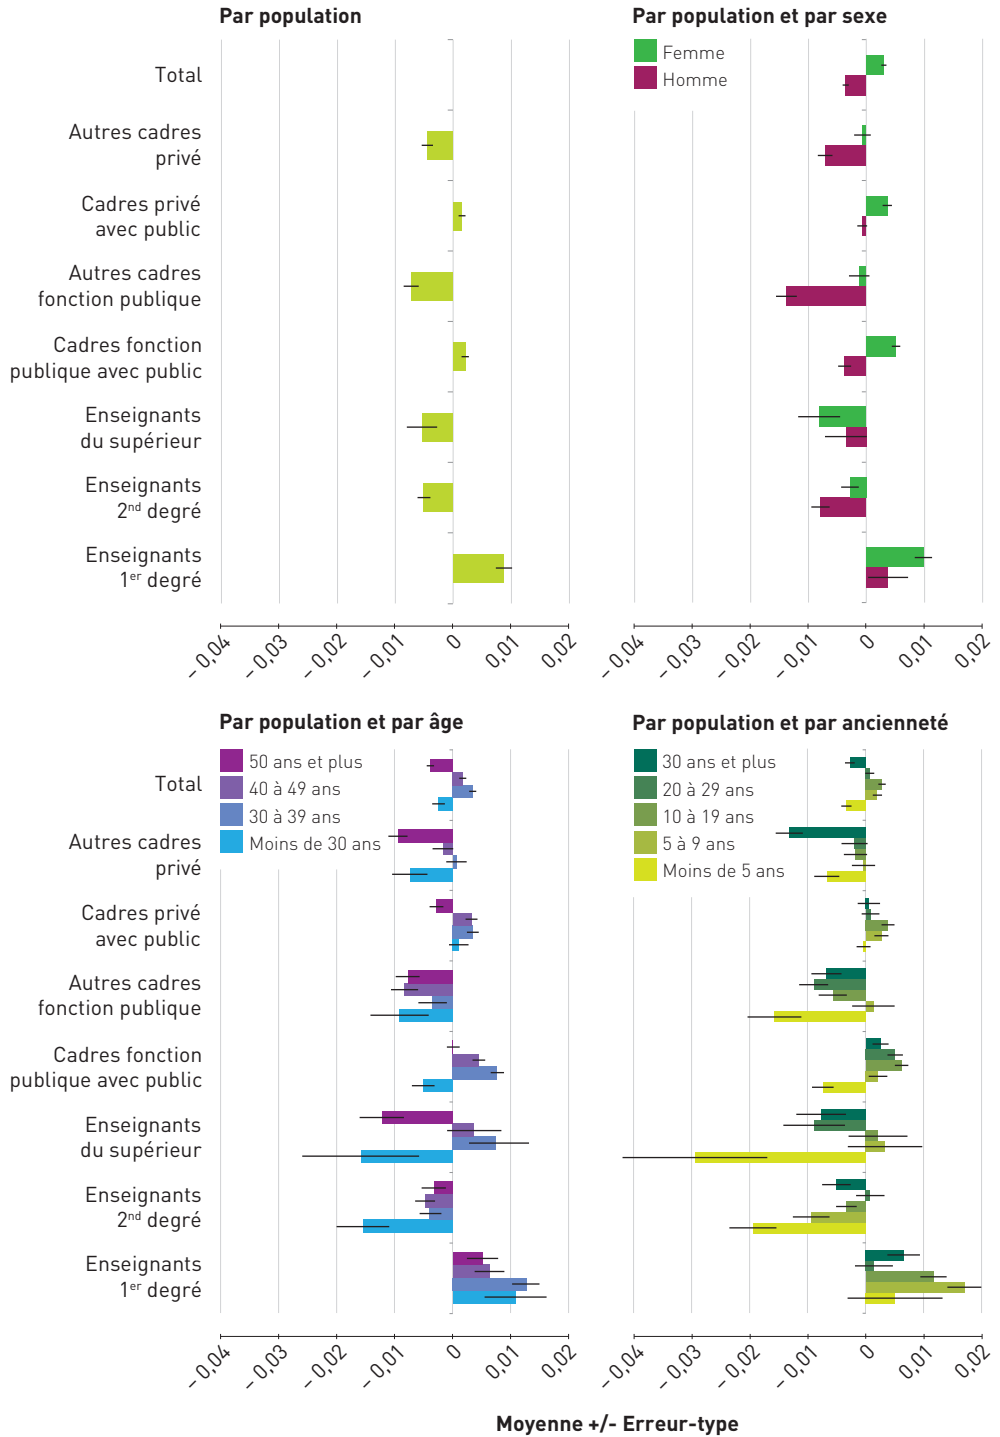 Par population
Total
Autres cadres
privé
Cadres privé
avec public
Autres cadres
fonction publique
Cadres fonction
publique avec public
Enseignants
du supérieur
Enseignants
2nd degré
Enseignants
1er degré
– 0,04
– 0,03
– 0,02
– 0,01
0
0,01
0,02
Par population et par sexe
Femme
Homme
– 0,04
– 0,03
– 0,02
– 0,01
0
0,01
0,02
Par population et par âge
50 ans et plus
40 à 49 ans
30 à 39 ans
Moins de 30 ans
Total
Autres cadres
privé
Cadres privé
avec public
Autres cadres
fonction publique
Cadres fonction
publique avec public
Enseignants
du supérieur
Enseignants
2nd degré
Enseignants
1er degré
– 0,04
– 0,03
– 0,02
– 0,01
0
0,01
0,02
Par population et par ancienneté
30 ans et plus
20 à 29 ans
10 à 19 ans
5 à 9 ans
Moins de 5 ans
– 0,04
– 0,03
– 0,02
– 0,01
0
0,01
0,02
Moyenne +/- Erreur-type